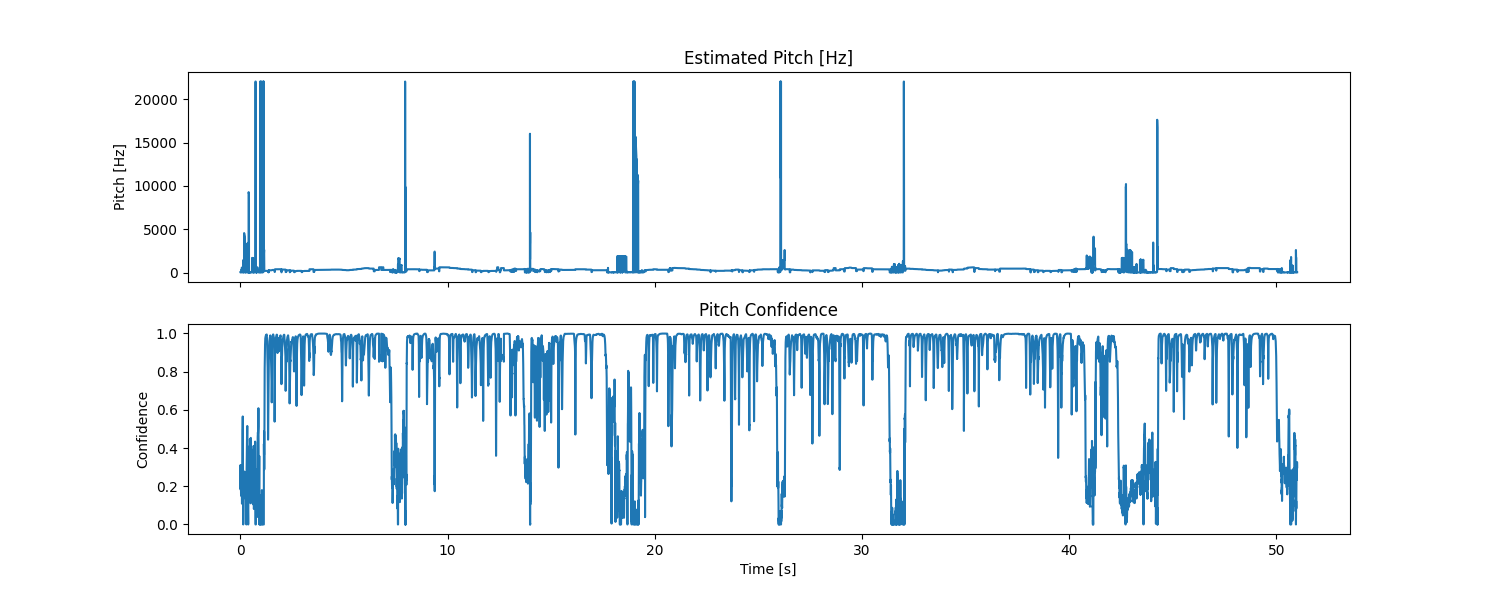 Estimated Pitch [Hz]
Pitch [Hz]
20000
15000
10000
5000
0
Pitch Confidence
Confidence
1.0
0.8
0.6
0.4
0.2
0.0
0 10 20 30 40 50
Time [s]